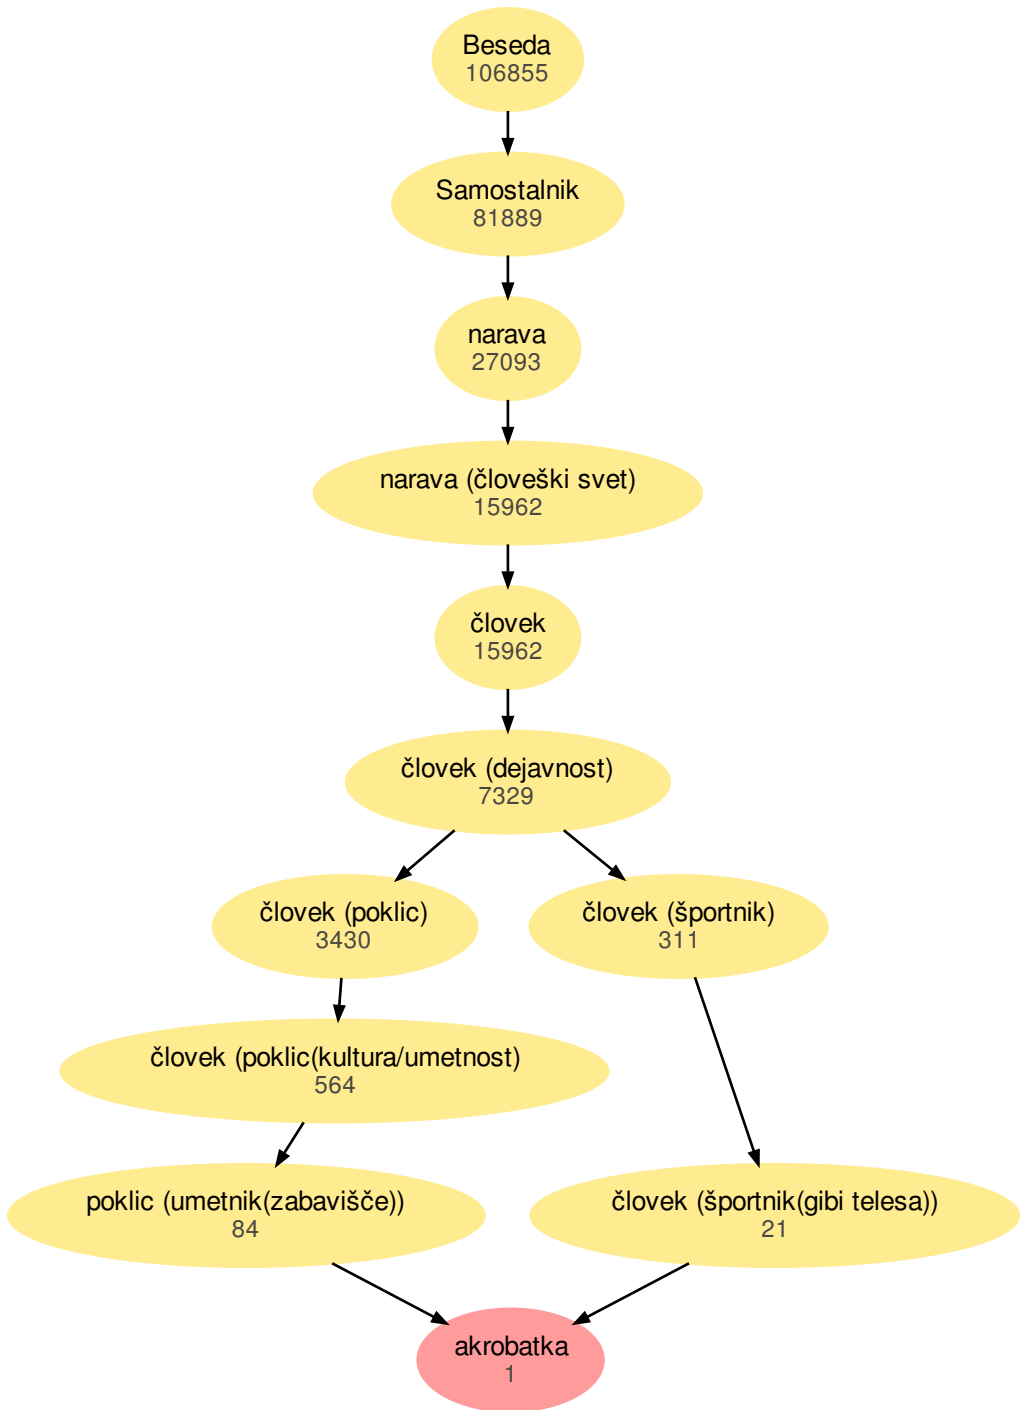 Beseda
106855
Samostalnik
81889
narava
27093
narava (človeški svet)
15962
človek
15962
človek (dejavnost)
7329
človek (poklic)
3430
človek (športnik)
311
človek (poklic(kultura/umetnost)
564
poklic (umetnik(zabavišče))
84
človek (športnik(gibi telesa))
21
akrobatka
1